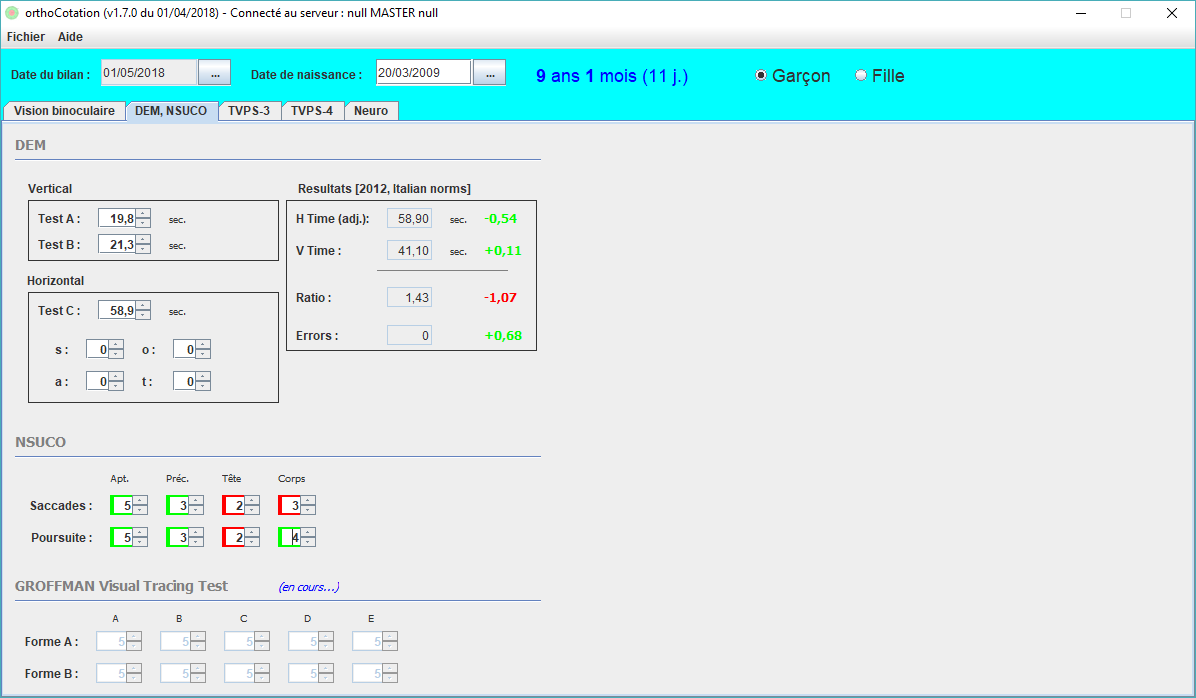 orthoCotation (v1.7.0 du 01/04/2018) - Connecté au serveur : null MASTER null
Fichier Aide
Date du bilan : 01/05/2018 ... Date de naissance : 20/03/2009 ... 9 ans 1 mois (11 j.) Garçon Fille
Vision binoculaire DEM, NSUCO TVPS-3 TVPS-4 Neuro
DEM
Vertical
Test A : 19,8 sec.
Test B : 21,3 sec.
Horizontal
Test C : 58,9 sec.
s : 0 o : 0
a : 0 t : 0
Resultats [2012, Italian norms]
H Time (adj.): 58,90 sec. -0,54
V Time : 41,10 sec. +0,11
Ratio : 1,43 -1,07
Errors : 0 +0,68
NSUCO
Apt. Préc. Tête Corps
Saccades : 5 3 2 3
Poursuite : 5 3 2 4
GROFFMAN Visual Tracing Test (en cours...)
A B C D E
Forme A : 5 5 5 5 5
Forme B : 5 5 5 5 5